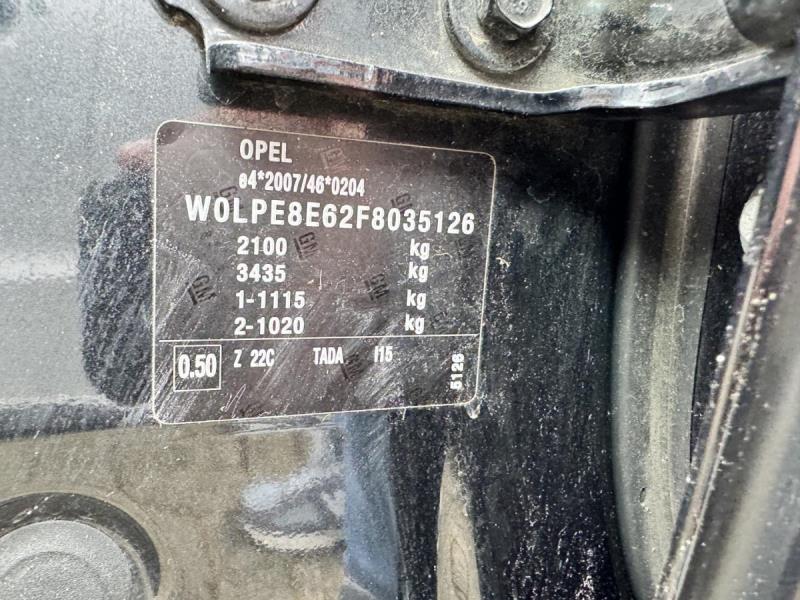 OPEL
e4*2007/46*0204
W0LPE8E62F8035126
2100 kg
3435 kg
1-1115 kg
2-1020 kg
0.50 Z 22C TADA I15
5126